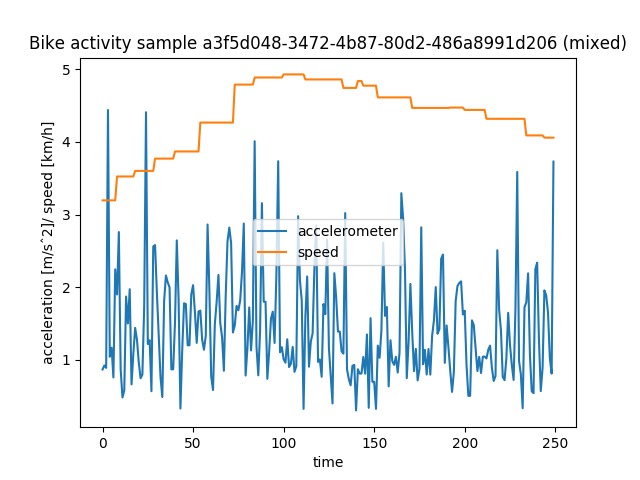 Bike activity sample a3f5d048-3472-4b87-80d2-486a8991d206 (mixed)
acceleration [m/s^2]/ speed [km/h]
5
4
3
2
1
accelerometer
speed
0
50
100
150
200
250
time